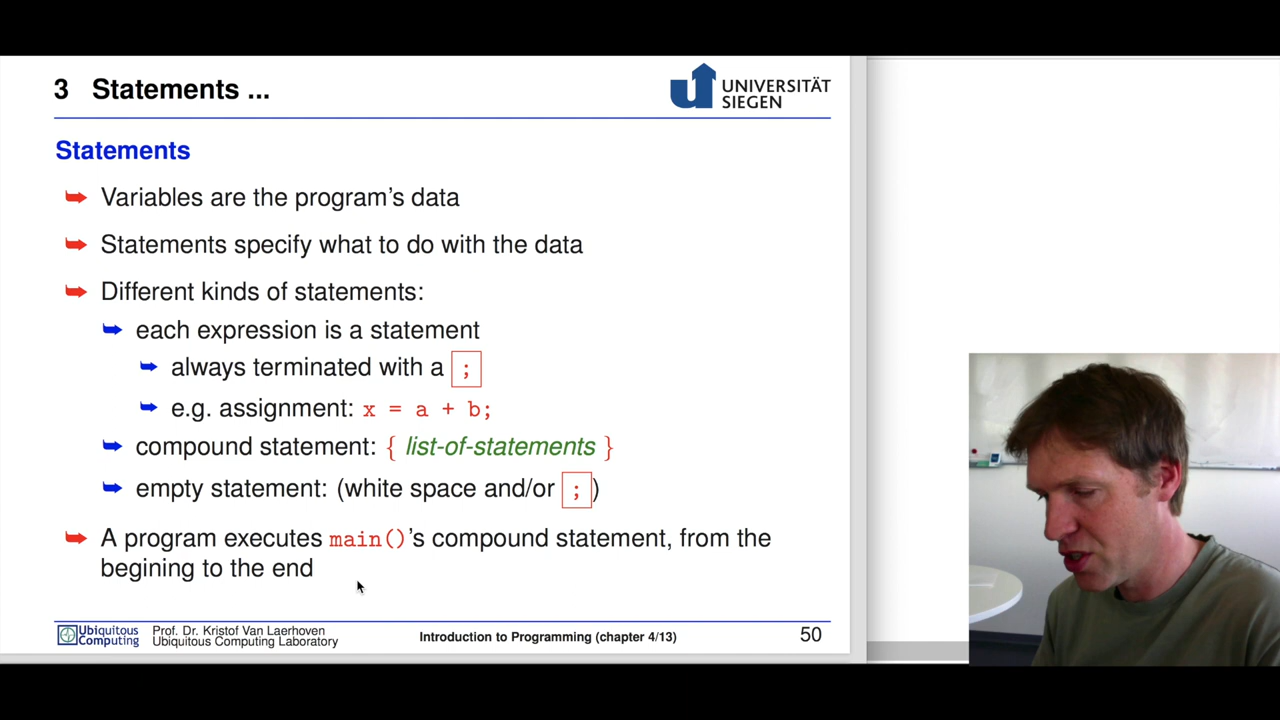 3 Statements ...
UNIVERSITÄT
SIEGEN
Statements
Variables are the program's data
Statements specify what to do with the data
Different kinds of statements:
each expression is a statement
always terminated with a ;
e.g. assignment: x = a + b;
compound statement: { list-of-statements }
empty statement: (white space and/or ; )
A program executes main()'s compound statement, from the
begining to the end
Ubiquitous
Computing
Prof. Dr. Kristof Van Laerhoven
Ubiquitous Computing Laboratory
Introduction to Programming (chapter 4/13)
50